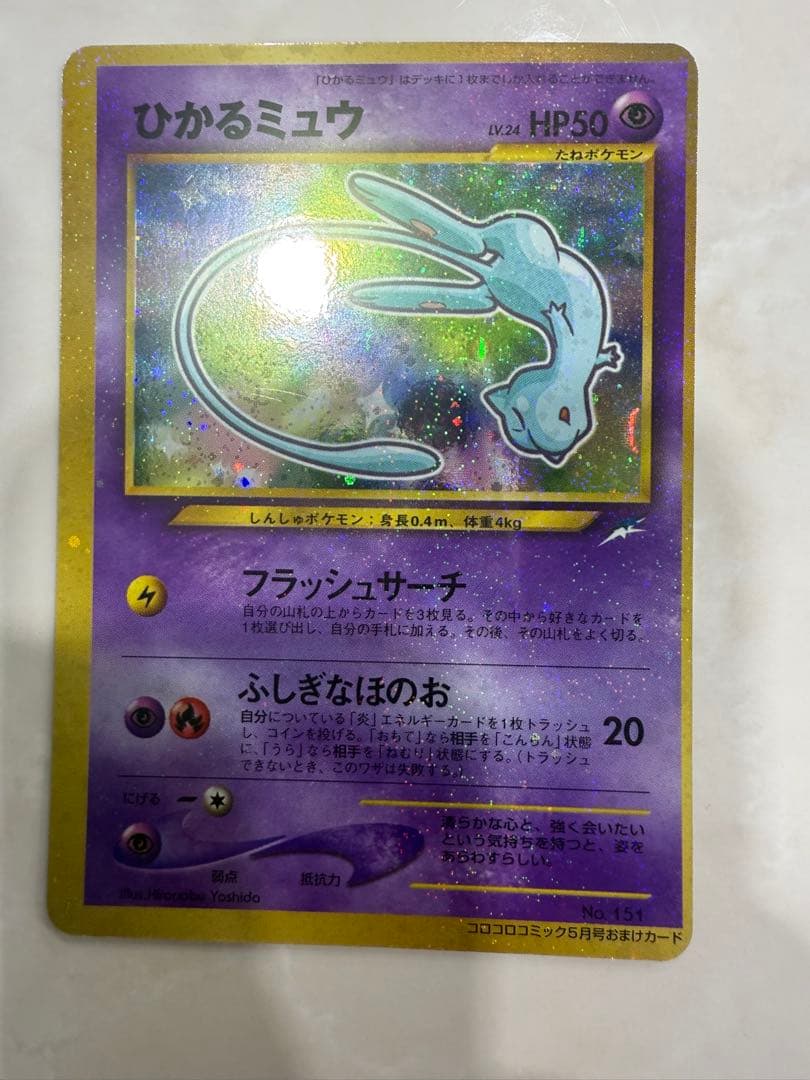 「ひかるミュウ」はデッキに1枚までしか入れることができません。
ひかるミュウ
LV.24 HP50
たねポケモン
しんしゅポケモン:身長0.4m、体重4kg
フラッシュサーチ
自分の山札の上からカードを3枚見る。その中から好きなカードを
1枚選び出し、自分の手札に加える。その後、その山札をよく切る。
ふしぎなほのお
20
自分についている「炎」エネルギーカードを1枚トラッシュ
し、コインを投げる。「おもて」なら相手を「こんらん」状態
に、「うら」なら相手を「ねむり」状態にする。(トラッシュ
できないとき、このワザは失敗する。)
にげる
清らかな心と、強く会いたい
という気持ちを持つと、姿を
あらわすらしい。
弱点
抵抗力
Illus.Hironobu Yoshida
No. 151
コロコロコミック5月号おまけカード